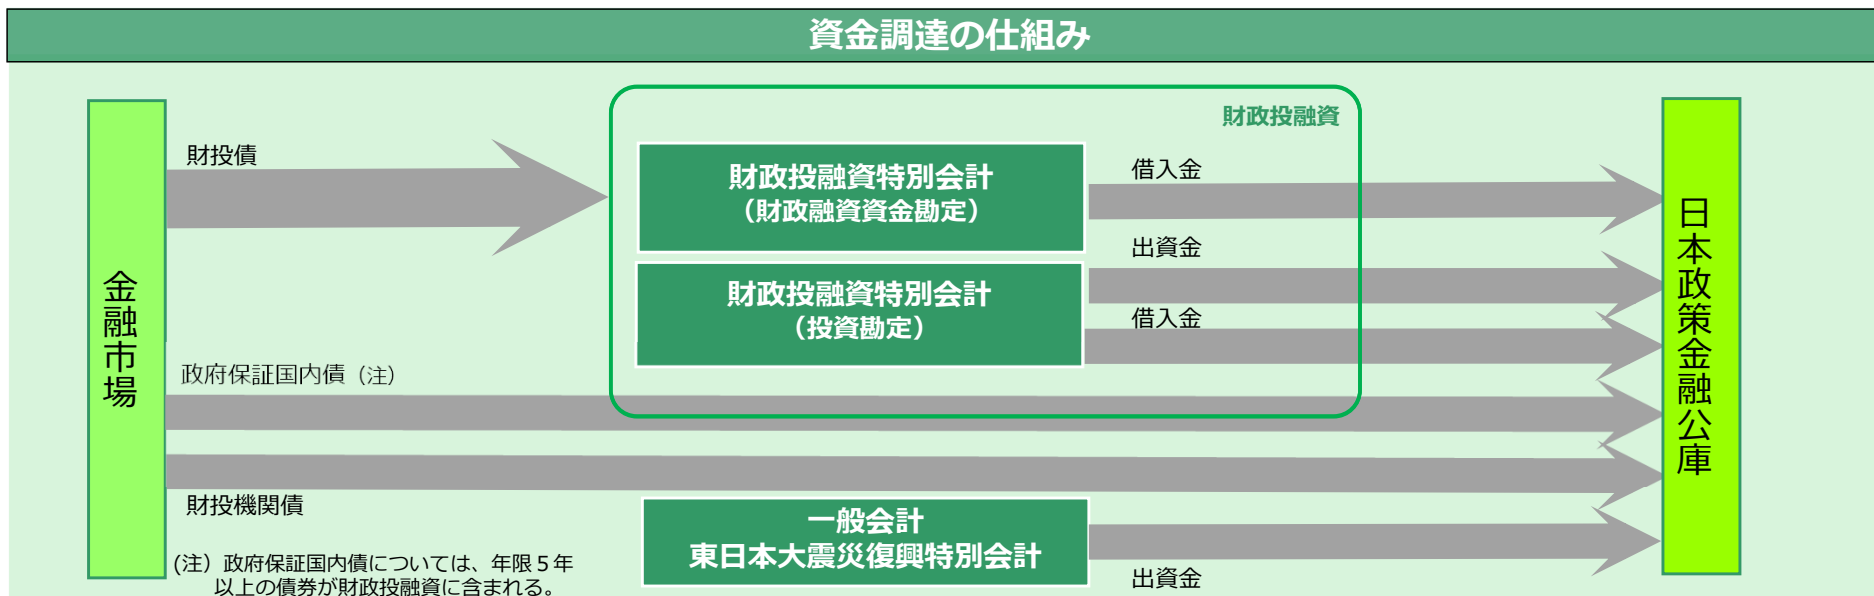 資金調達の仕組み
財政投融資
財投債
財政投融資特別会計
（財政融資資金勘定）
借入金
出資金
財政投融資特別会計
（投資勘定）
借入金
金融市場
日本政策金融公庫
政府保証国内債（注）
財投機関債
一般会計
東日本大震災復興特別会計
出資金
(注）政府保証国内債については、年限５年
以上の債券が財政投融資に含まれる。